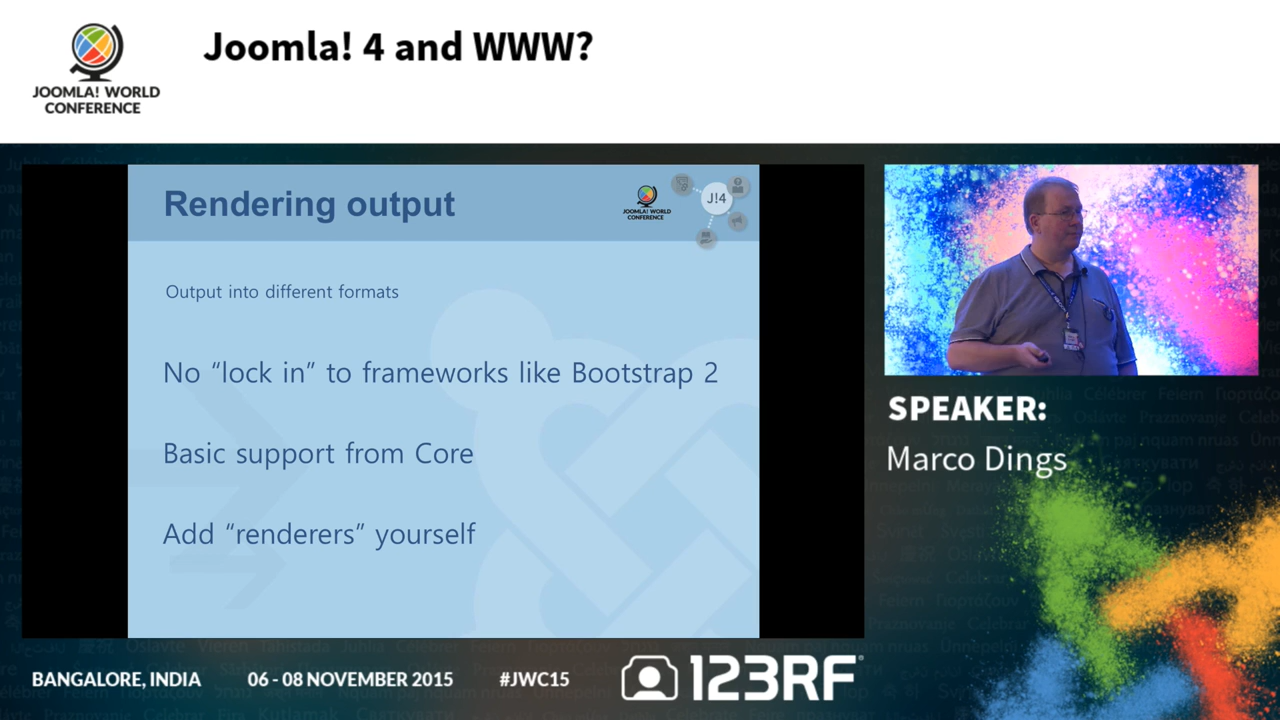 Joomla! 4 and WWW?
JOOMLA! WORLD
CONFERENCE
Rendering output
JOOMLA! WORLD
CONFERENCE
J!4
Output into different formats
No “lock in” to frameworks like Bootstrap 2
Basic support from Core
Add “renderers” yourself
SPEAKER:
Marco Dings
BANGALORE, INDIA
06 - 08 NOVEMBER 2015
#JWC15
123RF®